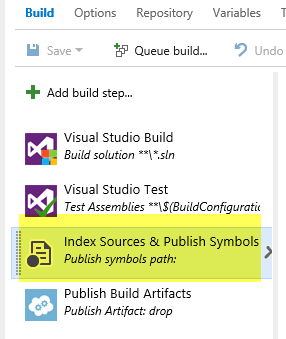 Build Options Repository Variables
Save Queue build... Undo
Add build step...
Visual Studio Build
Build solution **\*.sln
Visual Studio Test
Test Assemblies **\$(BuildConfiguratic
Index Sources & Publish Symbols
Publish symbols path:
Publish Build Artifacts
Publish Artifact: drop